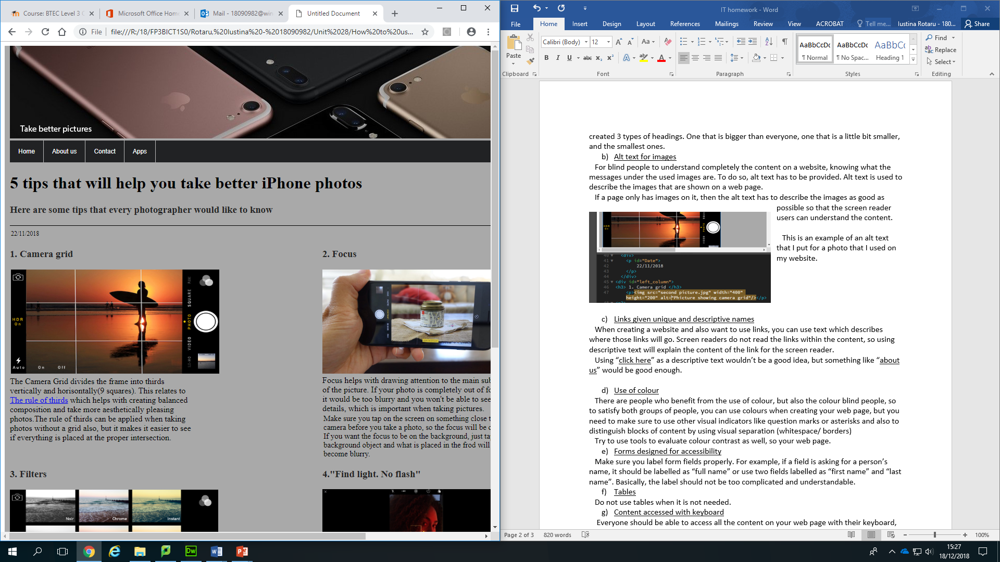 Course: BTEC Level 3 C
Microsoft Office Home
Mail - 18090982@win
Untitled Document
File
file:///R:/18/FP3BICT1S0/Rotaru,%20Iustina%20-%2018090982/Unit%2028/How%20to%20us...
Take better pictures
Home
About us
Contact
Apps
5 tips that will help you take better iPhone photos
Here are some tips that every photographer would like to know
22/11/2018
1. Camera grid
HDR
On
Auto
On
Off
VIDEO
PHOTO
SQUARE
The Camera Grid divides the frame into thirds
vertically and horisontally(9 squares). This relates to
The rule of thirds which helps with creating balanced
composition and take more aesthetically pleasing
photos.The rule of thirds can be applied when taking
photos without a grid also, but it makes it easier to see
if everything is placed at the proper intersection.
2. Focus
Focus helps with drawing attention to the main sub
of the picture. If your photo is completely out of fo
it would be too blurry and you won't be able to see
details, which is important when taking pictures.
Make sure you tap on the screen on something close t
camera before you take a photo, so the focus will be c
If you want the focus to be on the background, just ta
background object and what is placed in the frod will
become blurry.
3. Filters
Noir
Chrome
Instant
4."Find light. No flash"
IT homework - Word
File
Home
Insert
Design
Layout
References
Mailings
Review
View
ACROBAT
Tell me...
Iustina Rotaru - 180...
Share
Paste
Clipboard
Calibri (Body)
12
Font
Paragraph
AaBbCcDc
¶ Normal
AaBbCcDc
¶ No Spac...
AaBbCc
Heading 1
Styles
Find
Replace
Select
Editing
created 3 types of headings. One that is bigger than everyone, one that is a little bit smaller,
and the smallest ones.
b) Alt text for images
For blind people to understand completely the content on a website, knowing what the
messages under the used images are. To do so, alt text has to be provided. Alt text is used to
describe the images that are shown on a web page.
If a page only has images on it, then the alt text has to describe the images as good as
possible so that the screen reader
users can understand the content.
This is an example of an alt text
that I put for a photo that I used on
my website.
40 <div>
41 <p id="Date">
42 22/11/2018
43 </p>
44 </div>
45 <div id="left_column">
46 <h3> 1. Camera grid </h3>
47 <p><img src="second picture.jpg" width="400"
height="200" alt="Phicture showing camera grid"/></p>
c) Links given unique and descriptive names
When creating a website and also want to use links, you can use text which describes
where those links will go. Screen readers do not read the links within the content, so using
descriptive text will explain the content of the link for the screen reader.
Using “click here” as a descriptive text wouldn’t be a good idea, but something like “about
us” would be good enough.
d) Use of colour
There are people who benefit from the use of colour, but also the colour blind people, so
to satisfy both groups of people, you can use colours when creating your web page, but you
need to make sure to use other visual indicators like question marks or asterisks and also to
distinguish blocks of content by using visual separation (whitespace/ borders)
Try to use tools to evaluate colour contrast as well, so your web page.
e) Forms designed for accessibility
Make sure you label form fields properly. For example, if a field is asking for a person’s
name, it should be labelled as “full name” or use two fields labelled as “first name” and “last
name”. Basically, the label should not be too complicated and understandable.
f) Tables
Do not use tables when it is not needed.
g) Content accessed with keyboard
Everyone should be able to access all the content on your web page with their keyboard,
Page 2 of 3
820 words
100%
15:27
18/12/2018